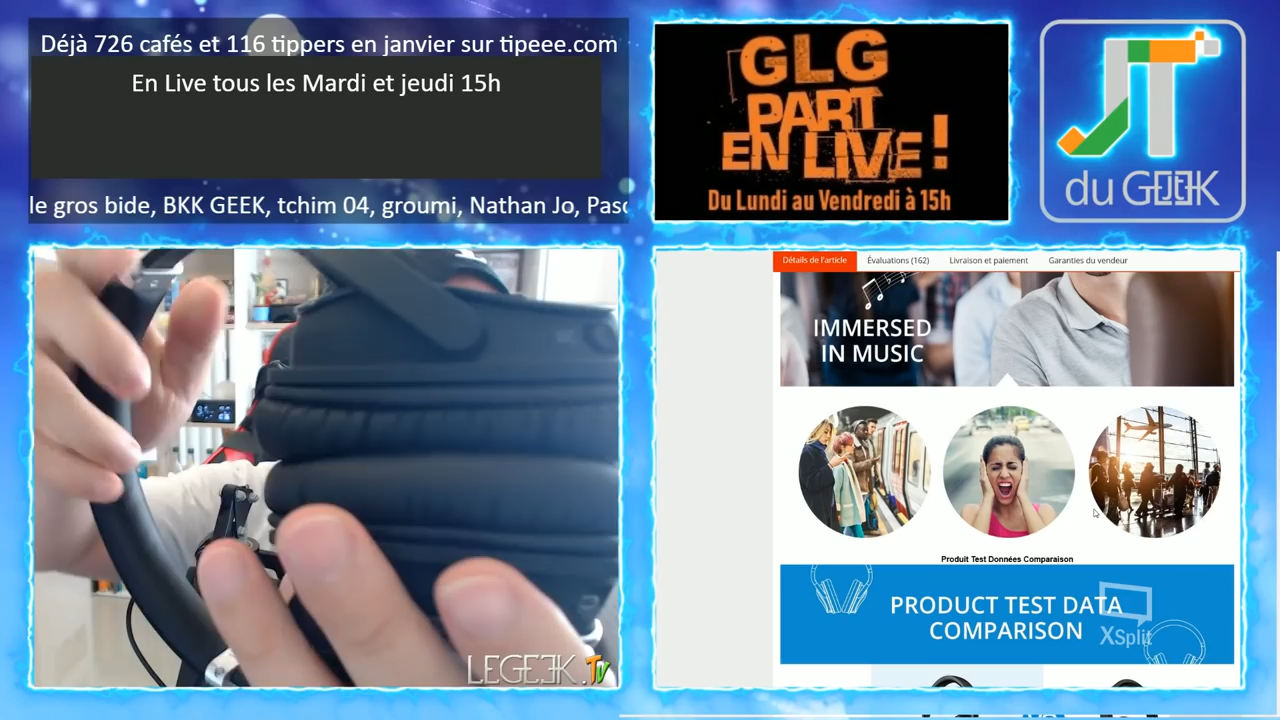 Déjà 726 cafés et 116 tippers en janvier sur tipeee.com
En Live tous les Mardi et jeudi 15h
le gros bide, BKK GEEK, tchim 04, groumi, Nathan Jo,
GLG
PART
EN LIVE !
Du Lundi au Vendredi à 15h
JT
du GEEK
LEGEEK.TV
Détails de l'article
Évaluations (162)
Livraison et paiement
Garanties du vendeur
IMMERSED
IN MUSIC
Produit Test Données Comparaison
PRODUCT TEST DATA
COMPARISON
XSplit